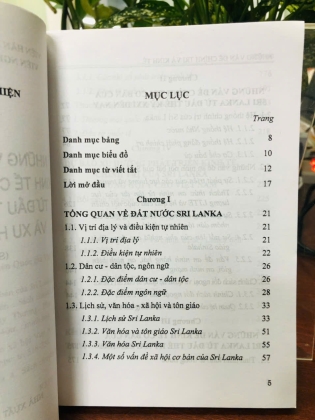 MỤC LỤC
Trang
Danh mục bảng 8
Danh mục biểu đồ 10
Danh mục từ viết tắt 12
Lời mở đầu 17
Chương I
TỔNG QUAN VỀ ĐẤT NƯỚC SRI LANKA 21
1.1. Vị trí địa lý và điều kiện tự nhiên 21
1.1.1. Vị trí địa lý 21
1.1.2. Điều kiện tự nhiên 22
1.2. Dân cư - dân tộc, ngôn ngữ 26
1.2.1. Đặc điểm dân cư - dân tộc 26
1.2.2. Đặc điểm ngôn ngữ 28
1.3. Lịch sử, văn hóa - xã hội và tôn giáo 33
1.3.1. Lịch sử Sri Lanka 33
1.3.2. Văn hóa và tôn giáo Sri Lanka 51
1.3.3. Văn hóa Sri Lanka 55
1.3.4. Một số vấn đề xã hội cơ bản của Sri Lanka 57
5